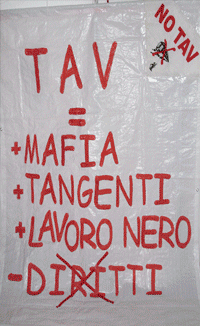 NO TAV
TAV
=
+MAFIA
+TANGENTI
+LAVORO NERO
-DIRITTI